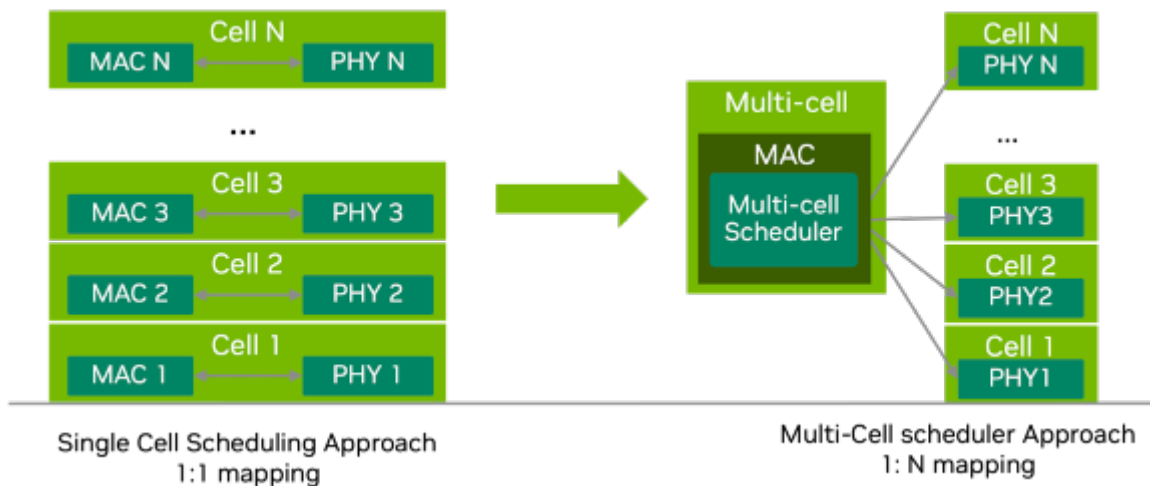 Cell N
MAC N
PHY N
...
Cell 3
MAC 3
PHY 3
Cell 2
MAC 2
PHY 2
Cell 1
MAC 1
PHY 1
Single Cell Scheduling Approach
1:1 mapping
Multi-cell
MAC
Multi-cell
Scheduler
Cell N
PHY N
...
Cell 3
PHY3
Cell 2
PHY2
Cell 1
PHY1
Multi-Cell scheduler Approach
1: N mapping